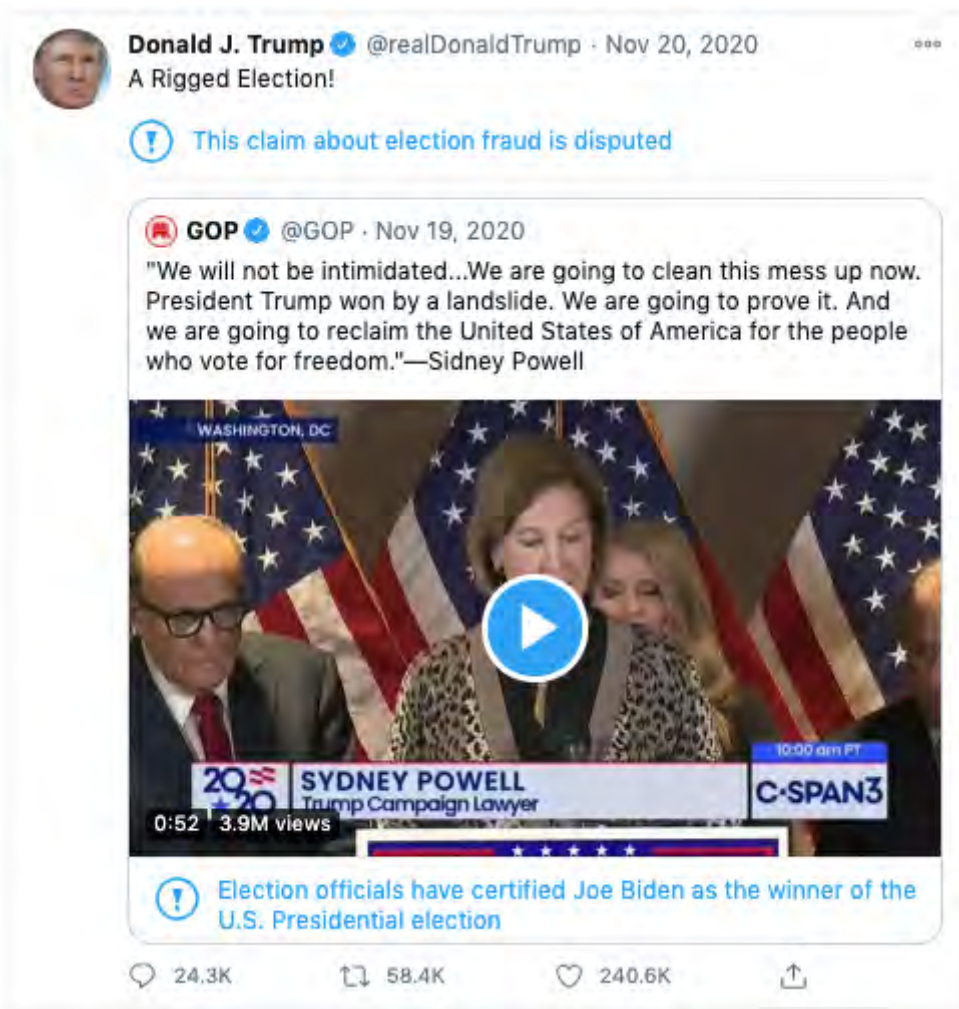 Donald J. Trump @realDonaldTrump · Nov 20, 2020
A Rigged Election!
This claim about election fraud is disputed
GOP @GOP · Nov 19, 2020
"We will not be intimidated...We are going to clean this mess up now.
President Trump won by a landslide. We are going to prove it. And
we are going to reclaim the United States of America for the people
who vote for freedom."—Sidney Powell
WASHINGTON, DC
10:00 am PT
2020
SYDNEY POWELL
Trump Campaign Lawyer
C-SPAN3
0:52 3.9M views
Election officials have certified Joe Biden as the winner of the
U.S. Presidential election
24.3K 58.4K 240.6K